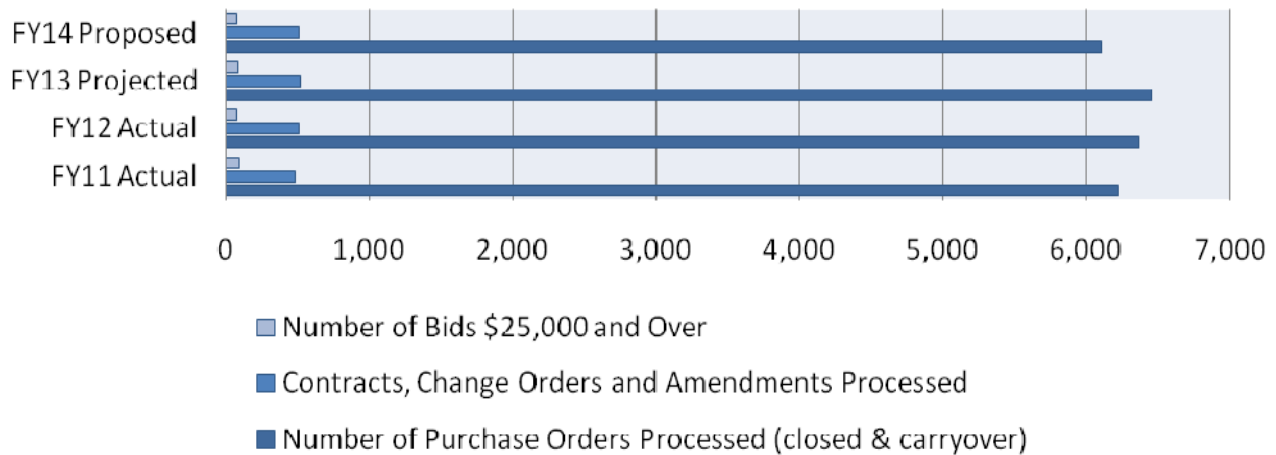 FY14 Proposed
FY13 Projected
FY12 Actual
FY11 Actual
0 1,000 2,000 3,000 4,000 5,000 6,000 7,000
Number of Bids $25,000 and Over
Contracts, Change Orders and Amendments Processed
Number of Purchase Orders Processed (closed & carryover)